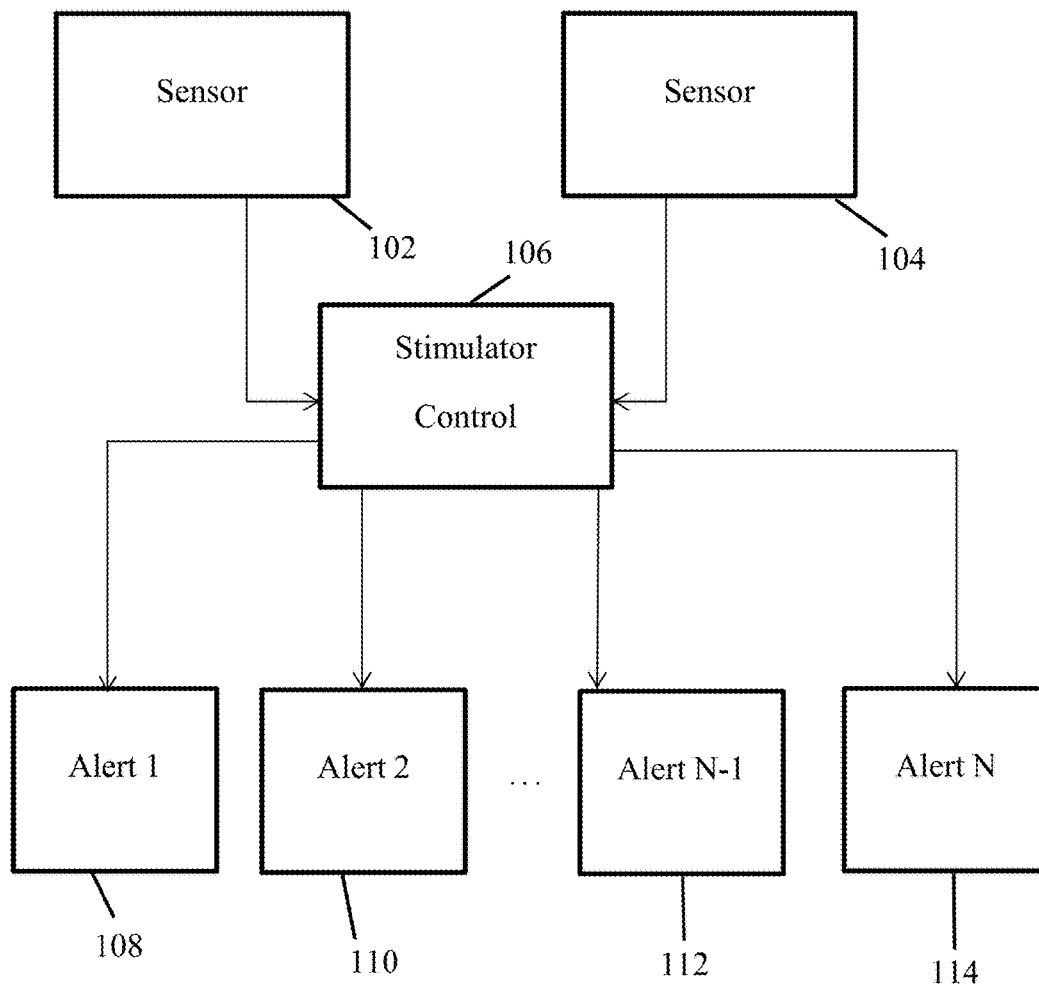 Sensor
Sensor
102
104
106
Stimulator
Control
Alert 1
Alert 2
...
Alert N-1
Alert N
108
110
112
114